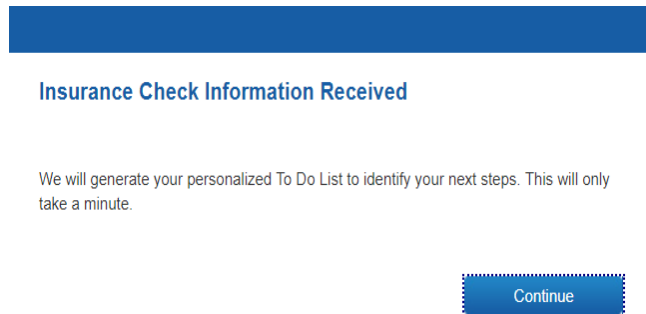 Insurance Check Information Received
We will generate your personalized To Do List to identify your next steps. This will only
take a minute.
Continue